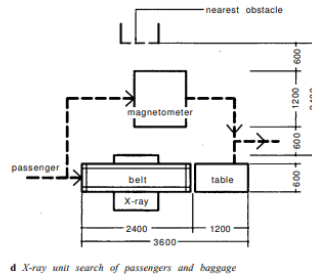 nearest obstacle
600
1200
magnetometer
600
passenger
belt
table
600
X-ray
2400
1200
3600
d X-ray unit search of passengers and baggage